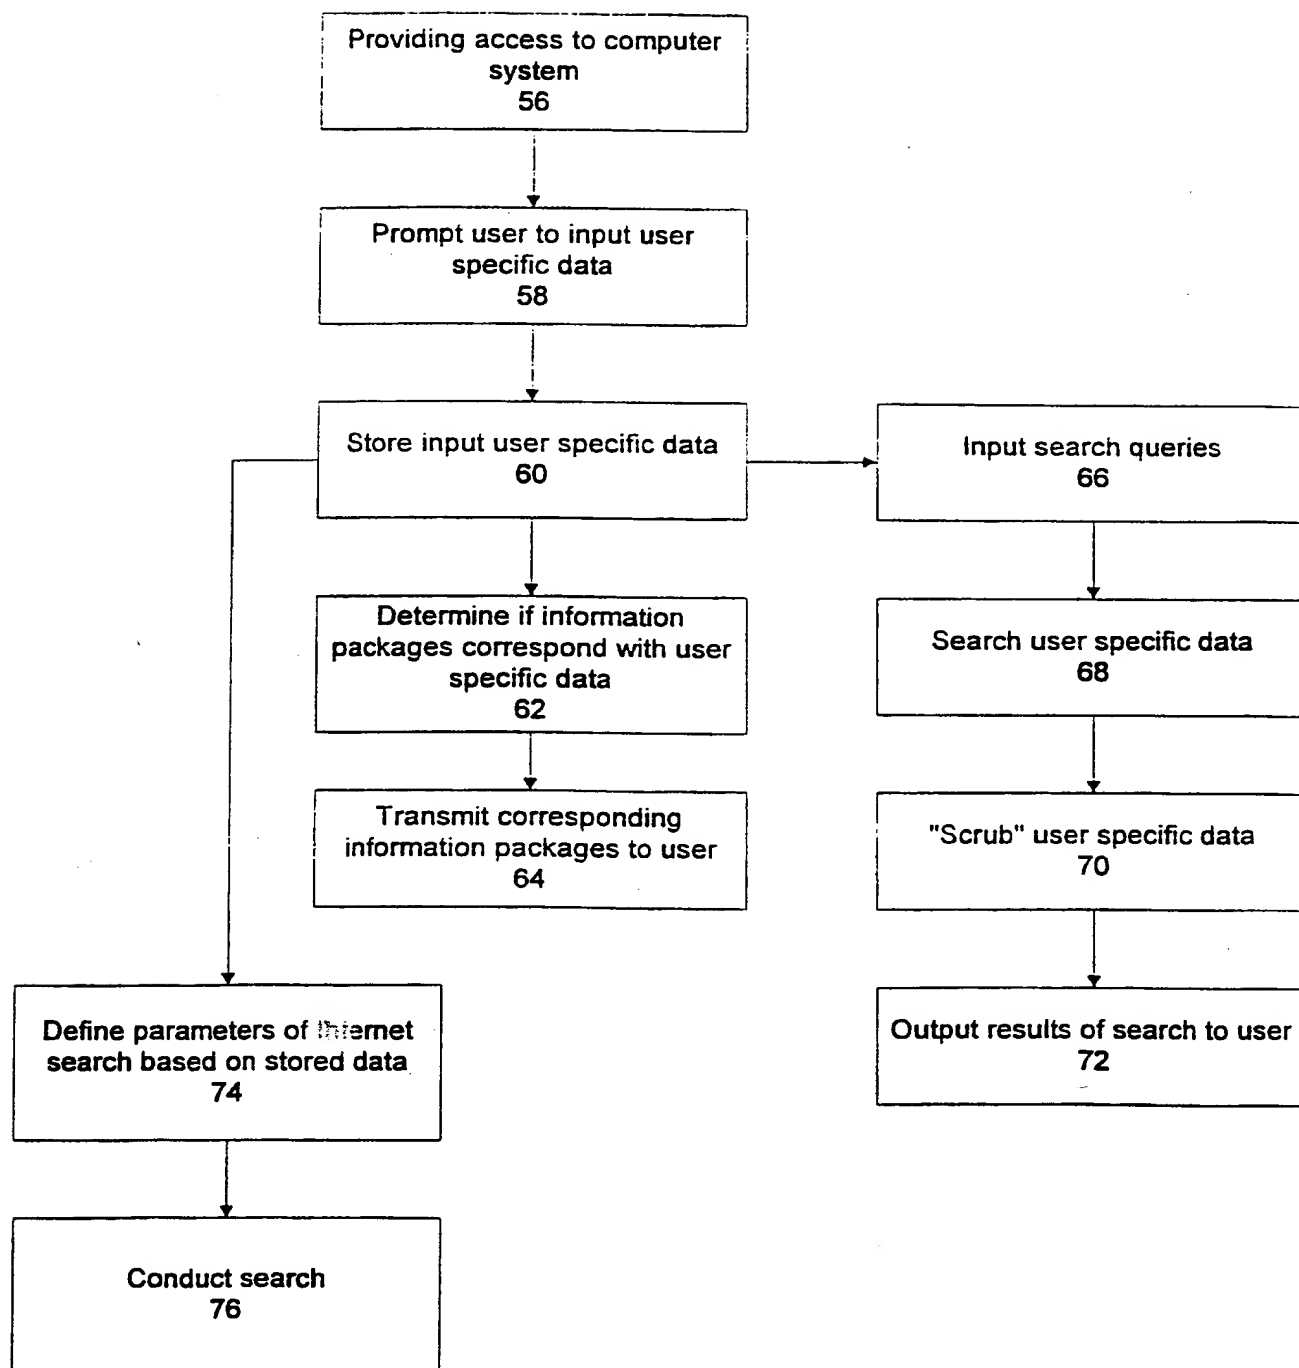 Providing access to computer
system
56
Prompt user to input user
specific data
58
Store input user specific data
60
Input search queries
66
Determine if information
packages correspond with user
specific data
62
Search user specific data
68
Transmit corresponding
information packages to user
64
"Scrub" user specific data
70
Define parameters of Internet
search based on stored data
74
Output results of search to user
72
Conduct search
76